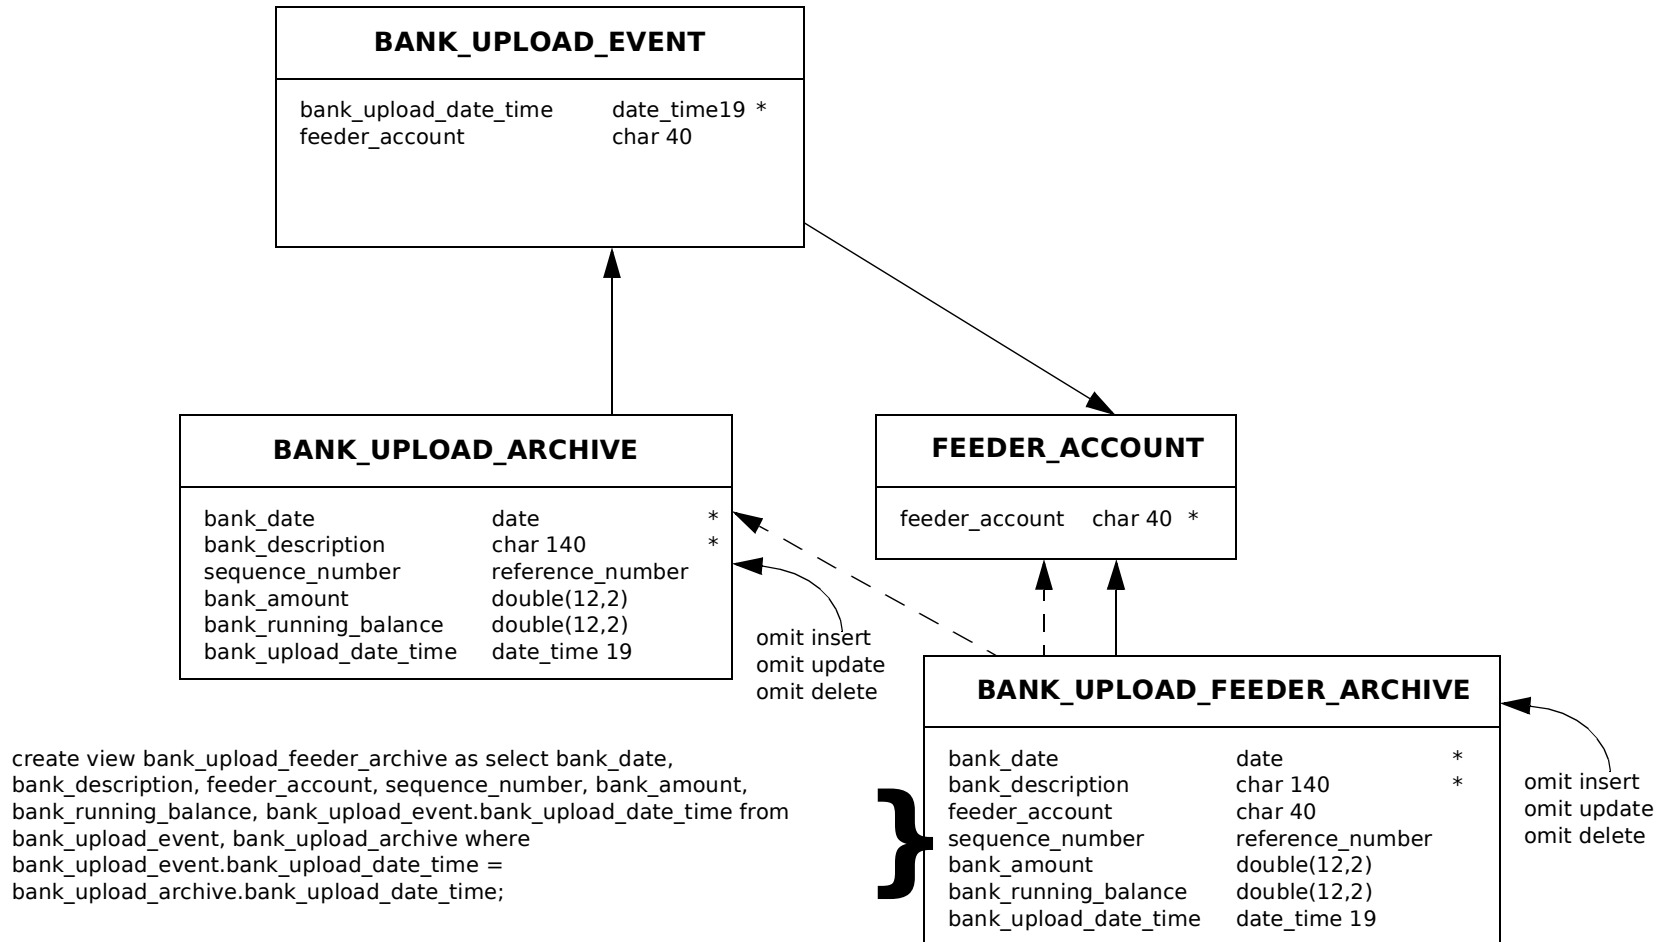 BANK_UPLOAD_EVENT
bank_upload_date_time date_time19 *
feeder_account char 40
BANK_UPLOAD_ARCHIVE
bank_date date *
bank_description char 140 *
sequence_number reference_number
bank_amount double(12,2)
bank_running_balance double(12,2)
bank_upload_date_time date_time 19
FEEDER_ACCOUNT
feeder_account char 40 *
omit insert
omit update
omit delete
BANK_UPLOAD_FEEDER_ARCHIVE
bank_date date *
bank_description char 140 *
feeder_account char 40
sequence_number reference_number
bank_amount double(12,2)
bank_running_balance double(12,2)
bank_upload_date_time date_time 19
omit insert
omit update
omit delete
create view bank_upload_feeder_archive as select bank_date,
bank_description, feeder_account, sequence_number, bank_amount,
bank_running_balance, bank_upload_event.bank_upload_date_time from
bank_upload_event, bank_upload_archive where
bank_upload_event.bank_upload_date_time =
bank_upload_archive.bank_upload_date_time;
}